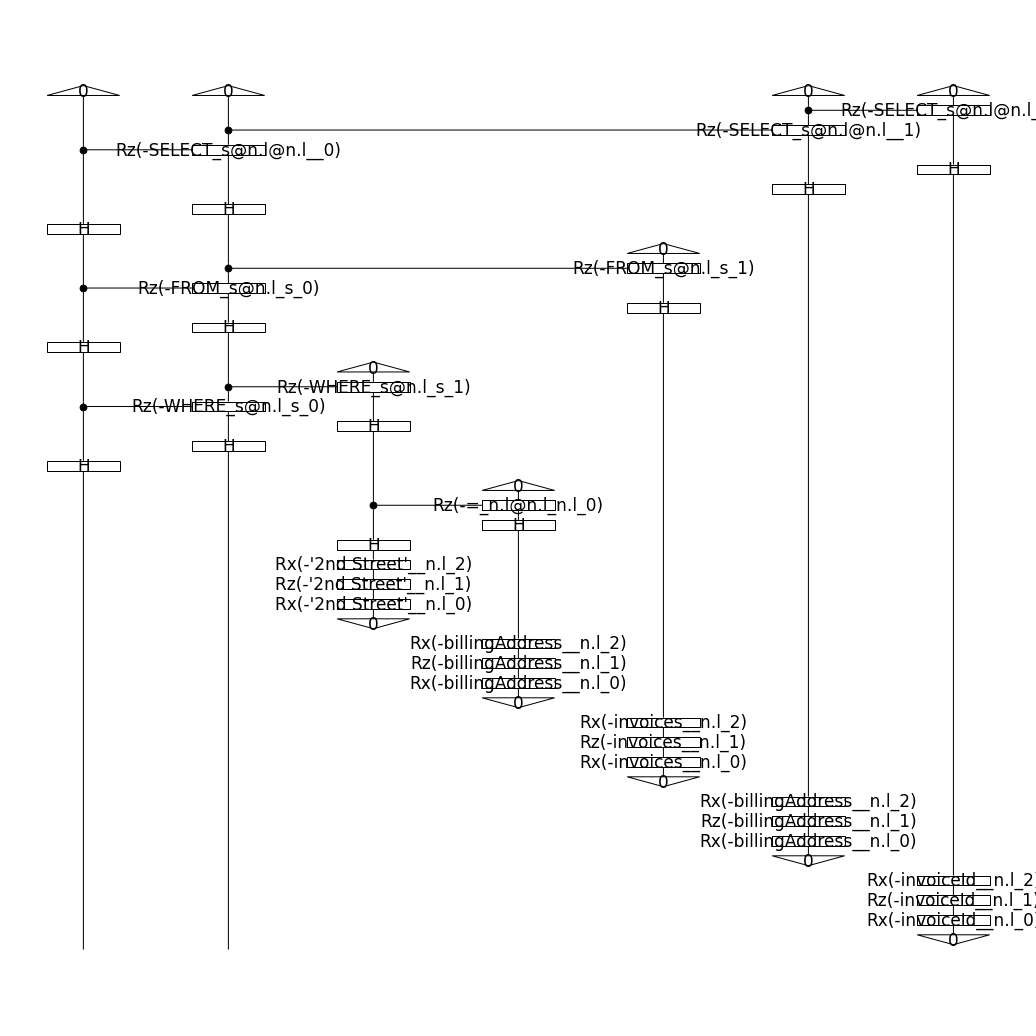 0 0 0 0
Rz(-SELECT_s@n.l@n.l_
Rz(-SELECT_s@n.l@n.l__1)
Rz(-SELECT_s@n.l@n.l__0)
H
H
H
H
0
Rz(-FROM_s@n.l_s_1)
Rz(-FROM_s@n.l_s_0)
H
H
H
0
Rz(-WHERE_s@n.l_s_1)
Rz(-WHERE_s@n.l_s_0)
H
H
H
0
Rz(-=_n.l@n.l_n.l_0)
H
H
Rx(-'2nd Street'__n.l_2)
Rz(-'2nd Street'__n.l_1)
Rx(-'2nd Street'__n.l_0)
0
Rx(-billingAddress__n.l_2)
Rz(-billingAddress__n.l_1)
Rx(-billingAddress__n.l_0)
0
Rx(-invoices__n.l_2)
Rz(-invoices__n.l_1)
Rx(-invoices__n.l_0)
0
Rx(-billingAddress__n.l_2)
Rz(-billingAddress__n.l_1)
Rx(-billingAddress__n.l_0)
0
Rx(-invoiceId__n.l_2)
Rz(-invoiceId__n.l_1)
Rx(-invoiceId__n.l_0)
0